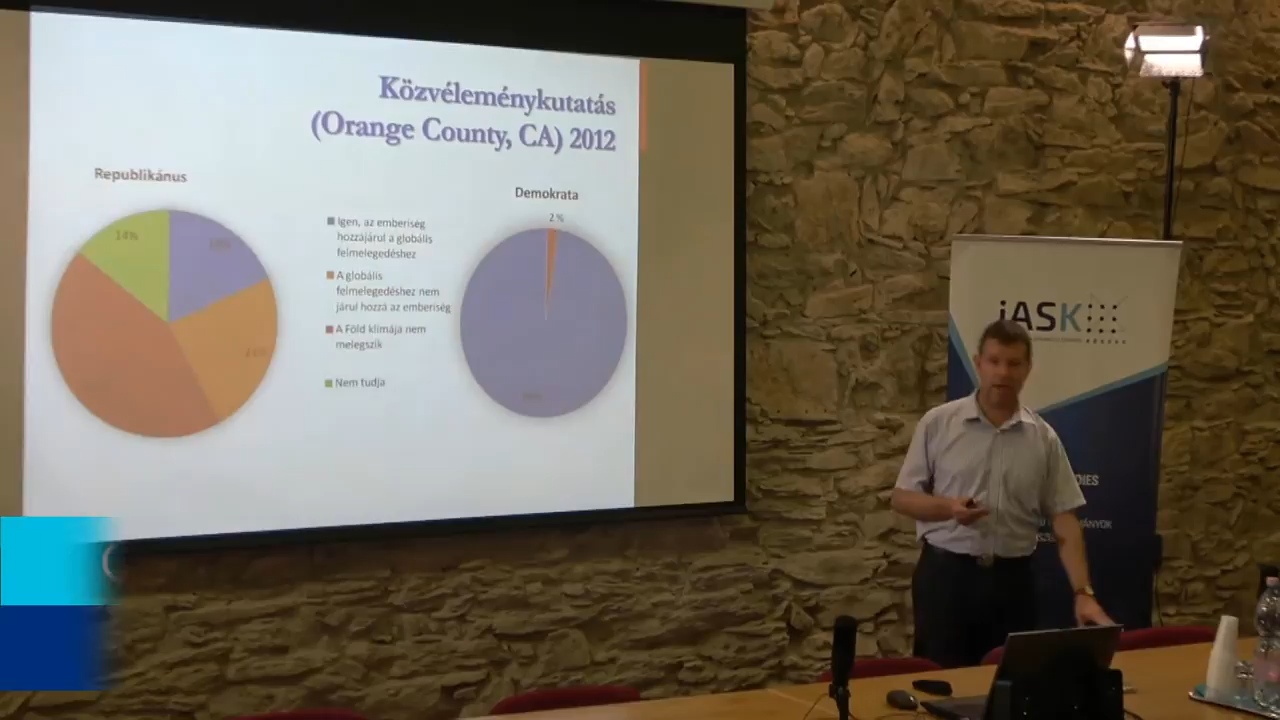 Közvéleménykutatás
(Orange County, CA) 2012
Republikánus
14%
Igen, az emberiség
hozzájárul a globális
felmelegedéshez
A globális
felmelegedéshez nem
járul hozzá az emberiség
A Föld klímája nem
melegszik
Nem tudja
Demokrata
2%
iASK